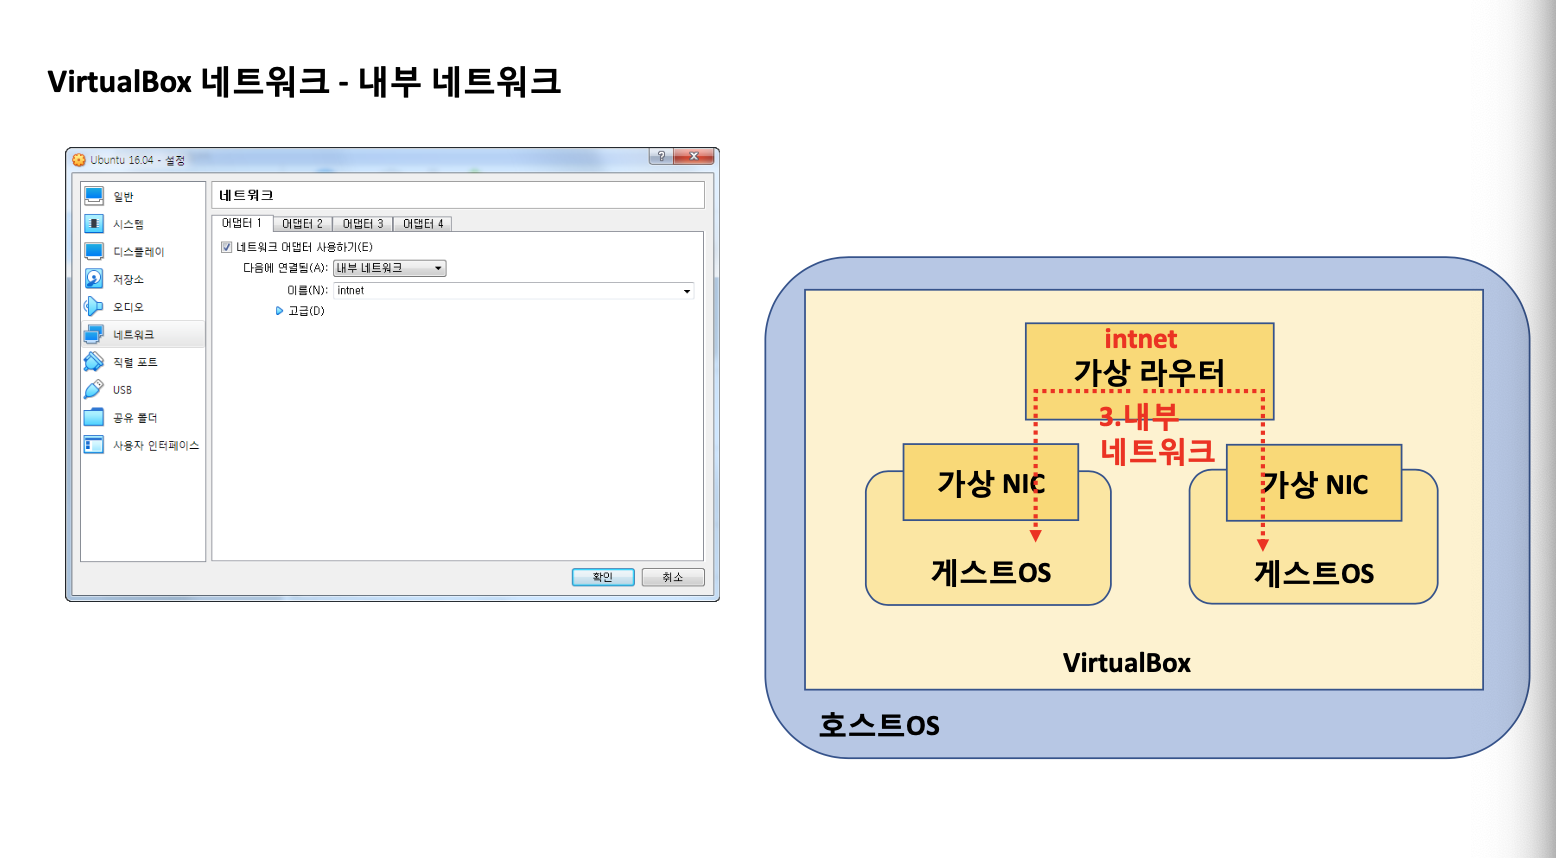 VirtualBox 네트워크 - 내부 네트워크
Ubuntu 16.04 - 설정
?
x
일반
시스템
디스플레이
저장소
오디오
네트워크
직렬 포트
USB
공유 폴더
사용자 인터페이스
네트워크
어댑터 1 어댑터 2 어댑터 3 어댑터 4
네트워크 어댑터 사용하기(E)
다음에 연결됨(A): 내부 네트워크
이름(N): intnet
고급(D)
확인 취소
intnet
가상 라우터
3.내부
네트워크
가상 NIC
가상 NIC
게스트OS
게스트OS
VirtualBox
호스트OS